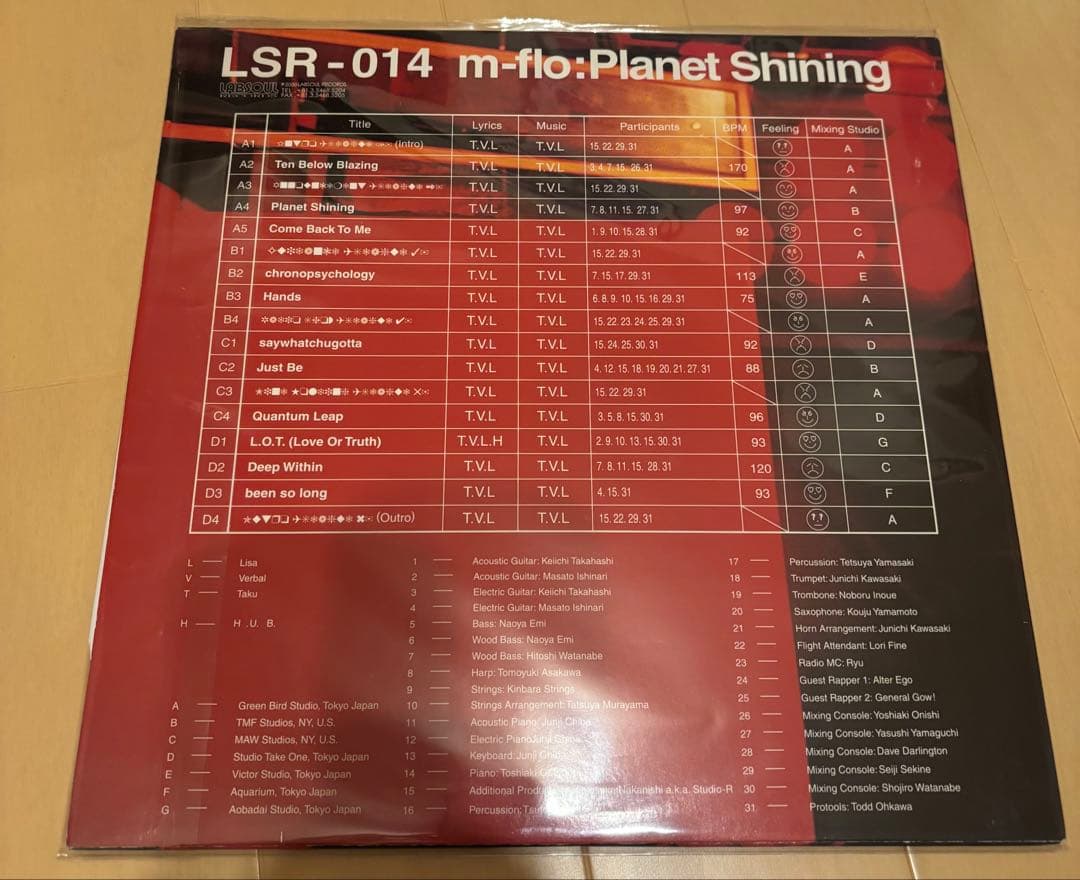 LSR-014 m-flo:Planet Shining
LABSOUL
Title Lyrics Music Participants BPM Feeling Mixing Studio
A1 (Intro) T.V.L T.V.L 15. 22. 29. 31 A
A2 Ten Below Blazing T.V.L T.V.L 3. 4. 7. 15. 26. 31 170 A
A3 T.V.L T.V.L 15. 22. 29. 31 A
A4 Planet Shining T.V.L T.V.L 7. 8. 11. 15. 27. 31 97 B
A5 Come Back To Me T.V.L T.V.L 1. 9. 10. 15. 28. 31 92 C
B1 T.V.L T.V.L 15. 22. 29. 31 A
B2 chronopsychology T.V.L T.V.L 7. 15. 17. 29. 31 113 E
B3 Hands T.V.L T.V.L 6. 8. 9. 10. 15. 16. 29. 31 75 A
B4 T.V.L T.V.L 15. 22. 23. 24. 25. 29. 31 A
C1 saywhatchugotta T.V.L T.V.L 15. 24. 25. 30. 31 92 D
C2 Just Be T.V.L T.V.L 4. 12. 15. 18. 19. 20. 21. 27. 31 88 B
C3 T.V.L T.V.L 15. 22. 29. 31 A
C4 Quantum Leap T.V.L T.V.L 3. 5. 8. 15. 30. 31 96 D
D1 L.O.T. (Love Or Truth) T.V.L.H T.V.L 2. 9. 10. 13. 15. 30. 31 93 G
D2 Deep Within T.V.L T.V.L 7. 8. 11. 15. 28. 31 120 C
D3 been so long T.V.L T.V.L 4. 15. 31 93 F
D4 (Outro) T.V.L T.V.L 15. 22. 29. 31 A
L — Lisa
V — Verbal
T — Taku
H — H .U. B.
A — Green Bird Studio, Tokyo Japan
B — TMF Studios, NY, U.S.
C — MAW Studios, NY, U.S.
D — Studio Take One, Tokyo Japan
E — Victor Studio, Tokyo Japan
F — Aquarium, Tokyo Japan
G — Aobadai Studio, Tokyo Japan
1 — Acoustic Guitar: Keiichi Takahashi
2 — Acoustic Guitar: Masato Ishinari
3 — Electric Guitar: Keiichi Takahashi
4 — Electric Guitar: Masato Ishinari
5 — Bass: Naoya Emi
6 — Wood Bass: Naoya Emi
7 — Wood Bass: Hitoshi Watanabe
8 — Harp: Tomoyuki Asakawa
9 — Strings: Kinbara Strings
10 — Strings Arrangement: Tatsuya Murayama
11 — Acoustic Piano: Junji Chiba
12 — Electric Piano: Junji Chiba
13 — Keyboard: Junji Chiba
14 — Piano: Toshiaki
15 — Additional Nakanishi a.k.a. Studio-R
16 — Percussion:
17 — Percussion: Tetsuya Yamasaki
18 — Trumpet: Junichi Kawasaki
19 — Trombone: Noboru Inoue
20 — Saxophone: Kouju Yamamoto
21 — Horn Arrangement: Junichi Kawasaki
22 — Flight Attendant: Lori Fine
23 — Radio MC: Ryu
24 — Guest Rapper 1: Alter Ego
25 — Guest Rapper 2: General Gow!
26 — Mixing Console: Yoshiaki Onishi
27 — Mixing Console: Yasushi Yamaguchi
28 — Mixing Console: Dave Darlington
29 — Mixing Console: Seiji Sekine
30 — Mixing Console: Shojiro Watanabe
31 — Protools: Todd Ohkawa